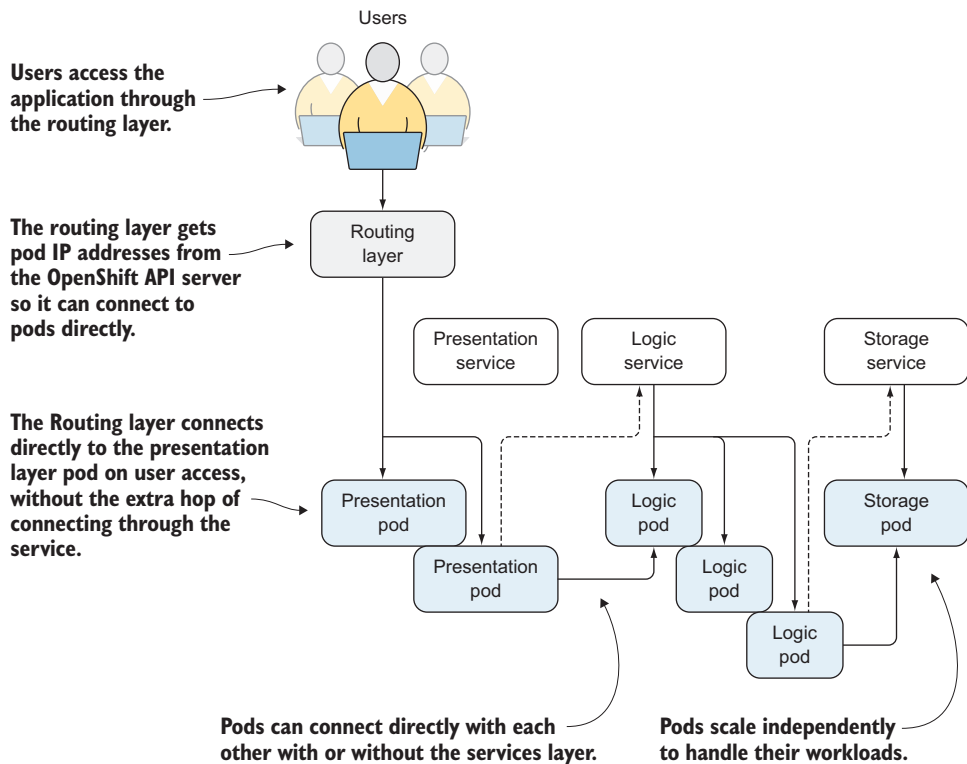 Users
Users access the
application through
the routing layer.
The routing layer gets
pod IP addresses from
the OpenShift API server
so it can connect to
pods directly.
Routing
layer
Presentation
service
Logic
service
Storage
service
The Routing layer connects
directly to the presentation
layer pod on user access,
without the extra hop of
connecting through the
service.
Presentation
pod
Presentation
pod
Logic
pod
Logic
pod
Logic
pod
Storage
pod
Pods can connect directly with each
other with or without the services layer.
Pods scale independently
to handle their workloads.